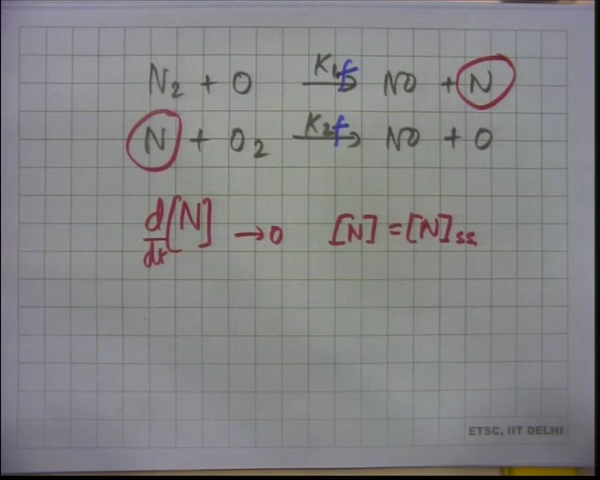 N₂ + O —K₁f→ NO + N
N + O₂ —K₂f→ NO + O
d/dt [N] → 0 [N] = [N]ss
ETSC, IIT DELHI